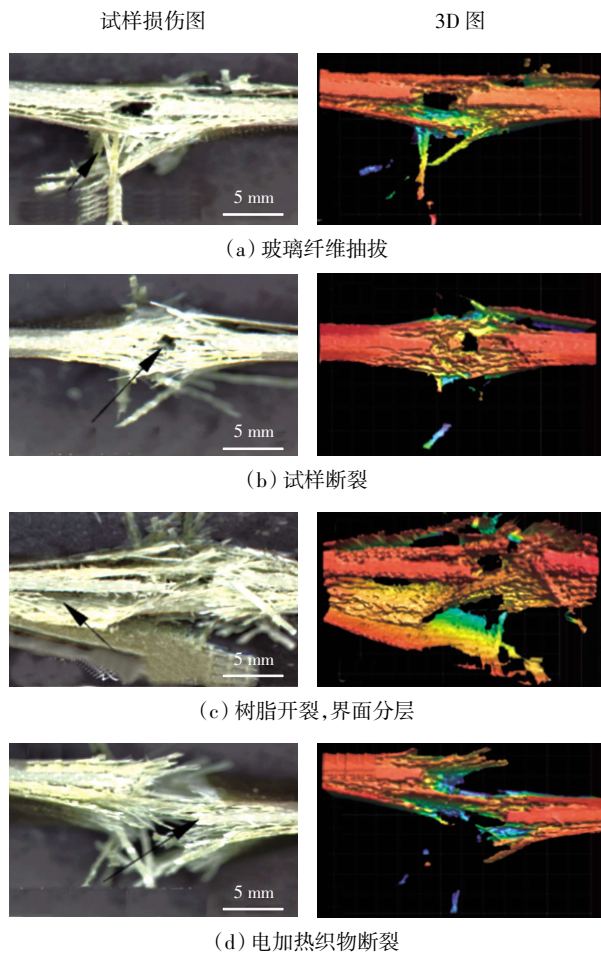 试样损伤图
3D 图
5 mm
(a) 玻璃纤维抽拔
5 mm
(b) 试样断裂
5 mm
(c) 树脂开裂,界面分层
5 mm
(d) 电加热织物断裂